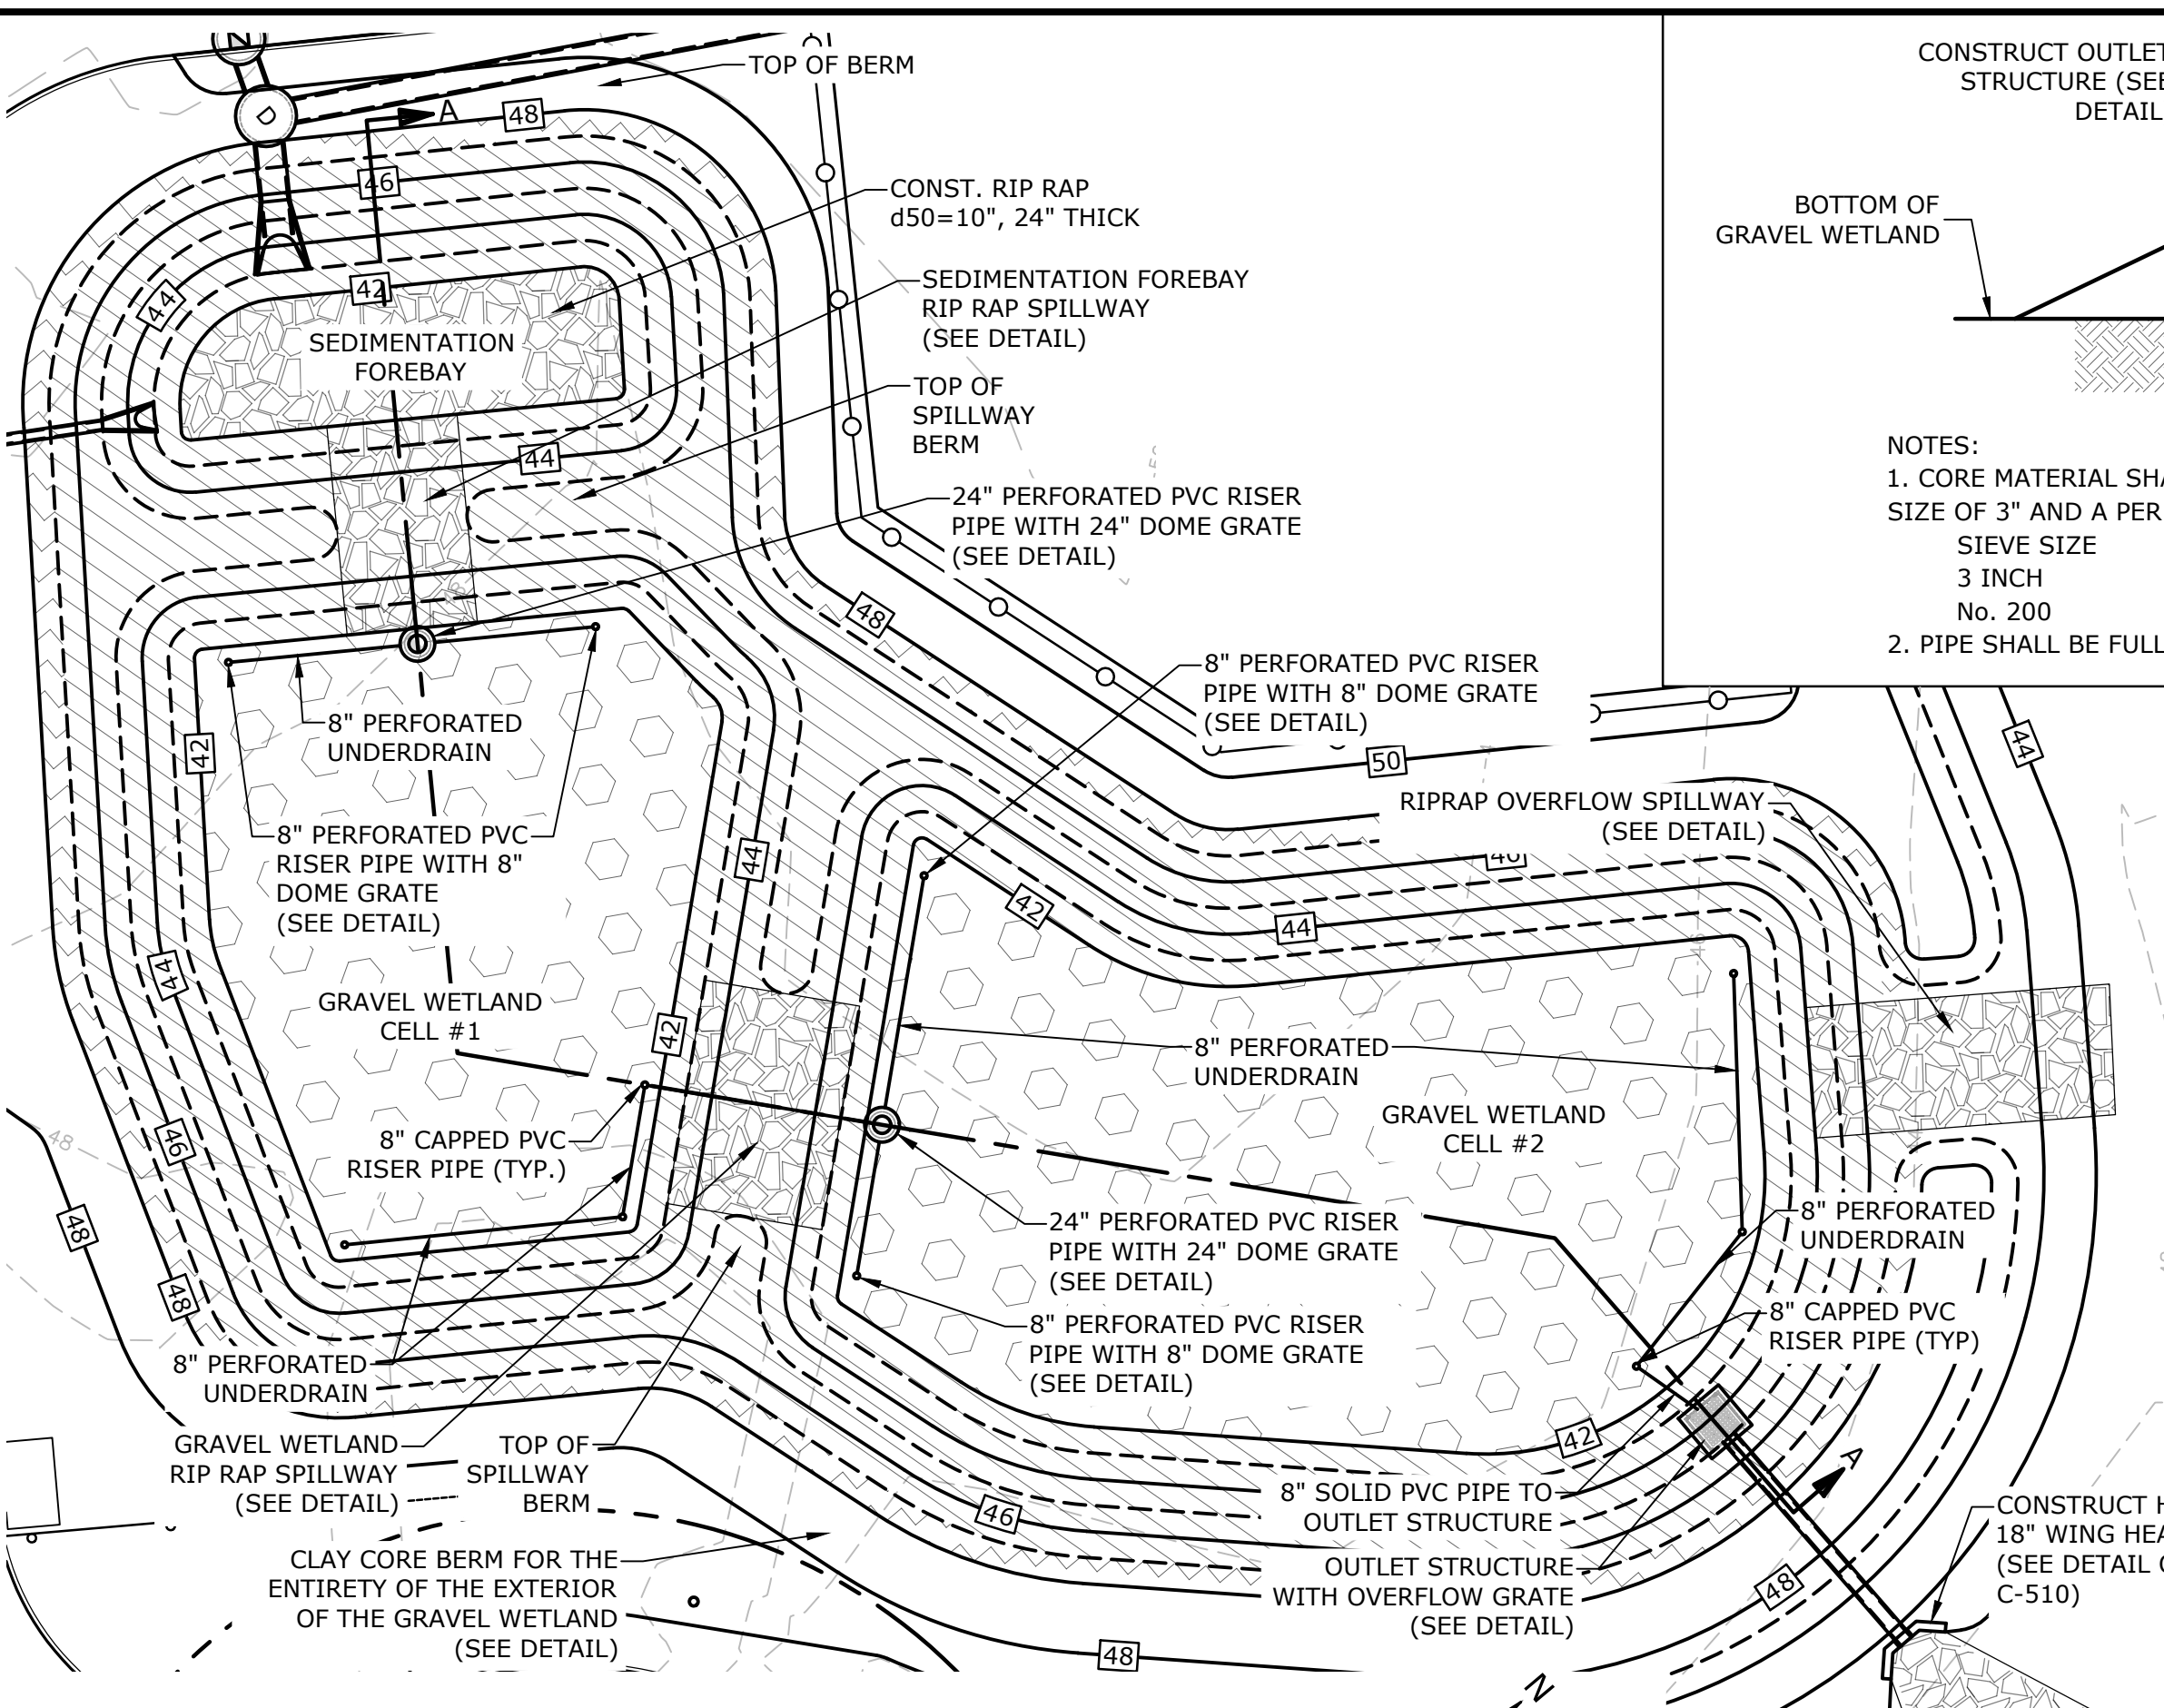 TOP OF BERM
D
A
48
46
CONST. RIP RAP
d50=10", 24" THICK
SEDIMENTATION FOREBAY
RIP RAP SPILLWAY
(SEE DETAIL)
44
42
SEDIMENTATION
FOREBAY
TOP OF
SPILLWAY
BERM
44
24" PERFORATED PVC RISER
PIPE WITH 24" DOME GRATE
(SEE DETAIL)
48
8" PERFORATED PVC RISER
PIPE WITH 8" DOME GRATE
(SEE DETAIL)
42
8" PERFORATED
UNDERDRAIN
50
44
RIPRAP OVERFLOW SPILLWAY
(SEE DETAIL)
8" PERFORATED PVC
RISER PIPE WITH 8"
DOME GRATE
(SEE DETAIL)
44
42
44
44
GRAVEL WETLAND
CELL #1
42
8" PERFORATED
UNDERDRAIN
GRAVEL WETLAND
CELL #2
48
46
8" CAPPED PVC
RISER PIPE (TYP.)
48
48
24" PERFORATED PVC RISER
PIPE WITH 24" DOME GRATE
(SEE DETAIL)
8" PERFORATED
UNDERDRAIN
8" PERFORATED PVC RISER
PIPE WITH 8" DOME GRATE
(SEE DETAIL)
8" CAPPED PVC
RISER PIPE (TYP)
8" PERFORATED
UNDERDRAIN
GRAVEL WETLAND
RIP RAP SPILLWAY
(SEE DETAIL)
TOP OF
SPILLWAY
BERM
42
A
46
8" SOLID PVC PIPE TO
OUTLET STRUCTURE
OUTLET STRUCTURE
WITH OVERFLOW GRATE
(SEE DETAIL)
48
CLAY CORE BERM FOR THE
ENTIRETY OF THE EXTERIOR
OF THE GRAVEL WETLAND
(SEE DETAIL)
48
CONSTRUCT H
18" WING HEA
(SEE DETAIL
C-510)
CONSTRUCT OUTLET
STRUCTURE (SEE
DETAIL
BOTTOM OF
GRAVEL WETLAND
NOTES:
1. CORE MATERIAL SHA
SIZE OF 3" AND A PER
SIEVE SIZE
3 INCH
No. 200
2. PIPE SHALL BE FULL